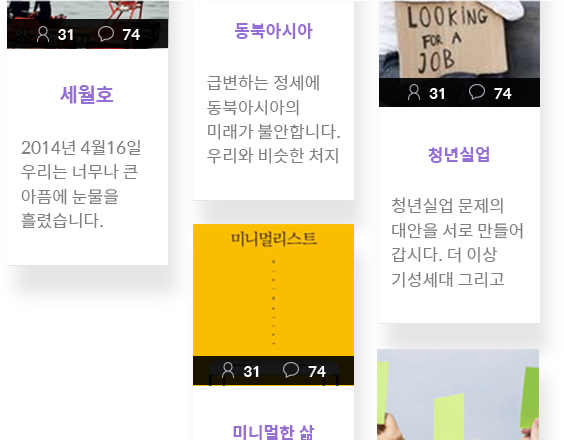 31 74
세월호
2014년 4월16일
우리는 너무나 큰
아픔에 눈물을
흘렸습니다.
동북아시아
급변하는 정세에
동북아시아의
미래가 불안합니다.
우리와 비슷한 처지
미니멀리스트
31 74
미니멀한 삶
LOOKING
FOR A
JOB
31 74
청년실업
청년실업 문제의
대안을 서로 만들어
갑시다. 더 이상
기성세대 그리고